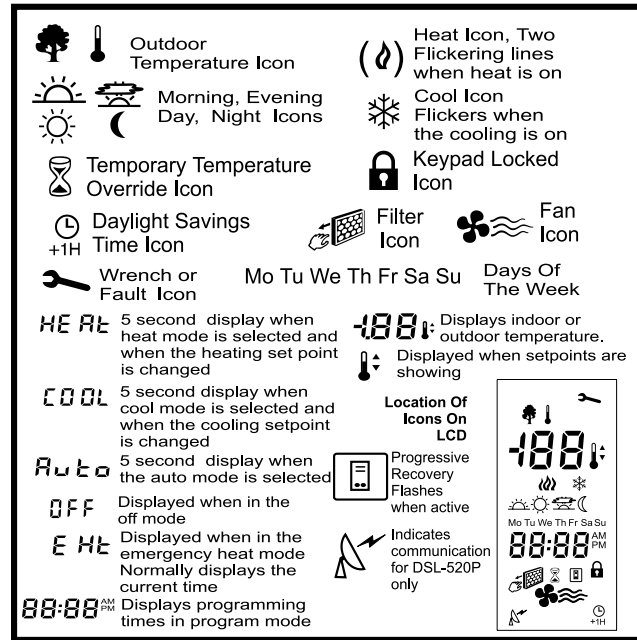 Outdoor
Temperature Icon
Heat Icon, Two
Flickering lines
when heat is on
Morning, Evening
Day, Night Icons
Cool Icon
Flickers when
the cooling is on
Temporary Temperature
Override Icon
Keypad Locked
Icon
+1H
Daylight Savings
Time Icon
Filter
Icon
Fan
Icon
Wrench or
Fault Icon
Mo Tu We Th Fr Sa Su
Days Of
The Week
HEAt
5 second display when
heat mode is selected and
when the heating set point
is changed
-188
Displays indoor or
outdoor temperature.
Displayed when setpoints are
showing
COOL
5 second display when
cool mode is selected and
when the cooling setpoint
is changed
Location Of
Icons On
LCD
Auto
5 second display when
the auto mode is selected
Progressive
Recovery
Flashes
when active
OFF
Displayed when in the
off mode
E Ht
Displayed when in the
emergency heat mode
Normally displays the
current time
Indicates
communication
for DSL-520P
only
88:88 AM PM
Displays programming
times in program mode
-188
Mo Tu We Th Fr Sa Su
88:88 AM PM
+1H